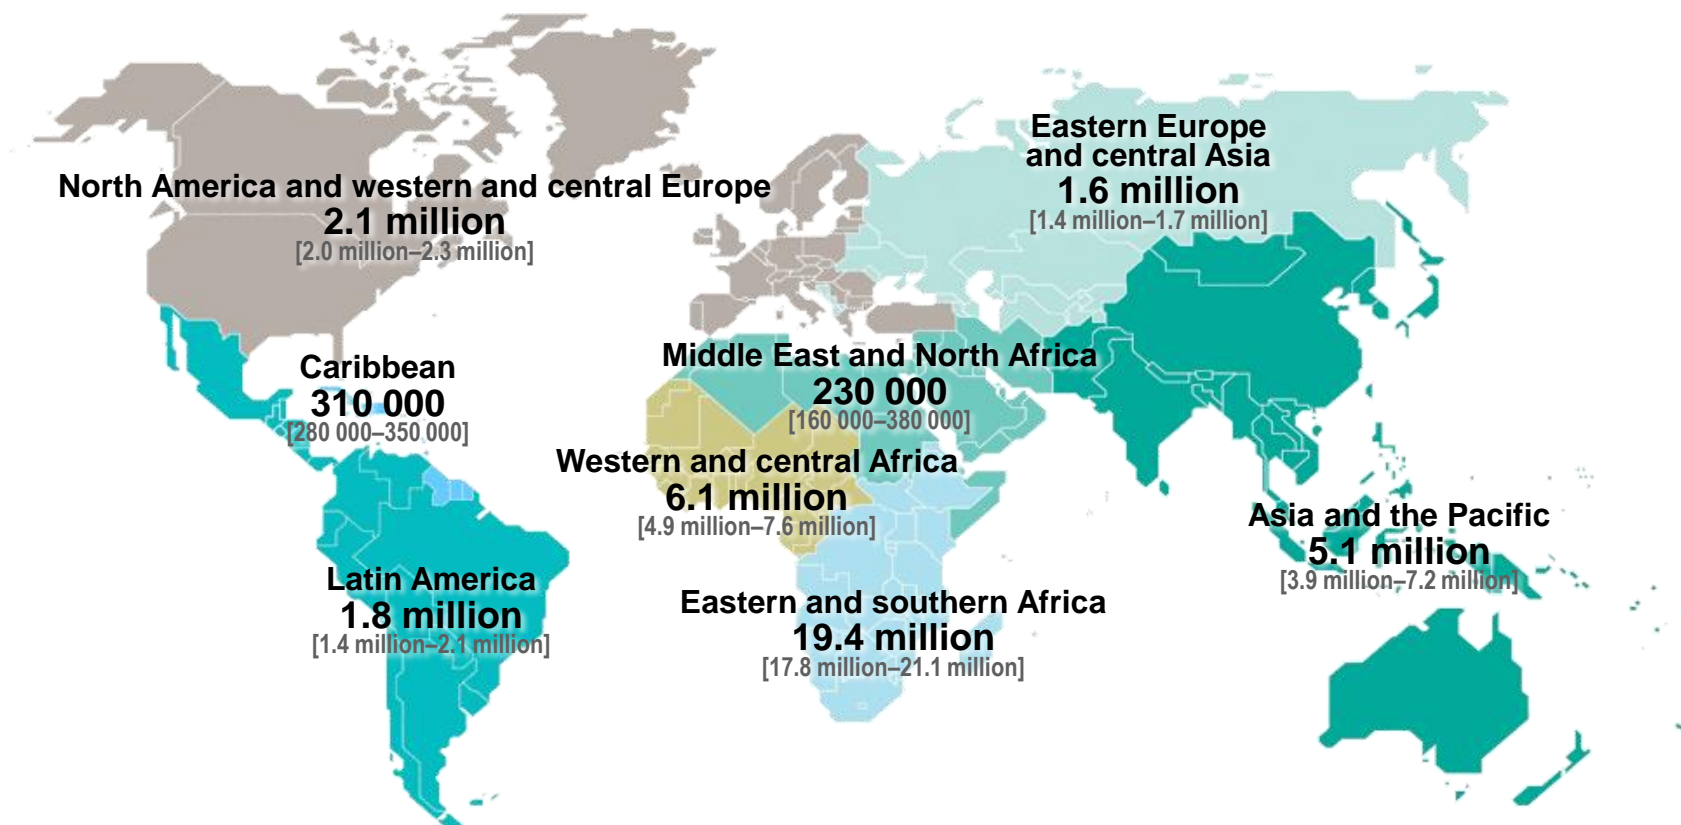 Eastern Europe
and central Asia
1.6 million
[1.4 million–1.7 million]
North America and western and central Europe
2.1 million
[2.0 million–2.3 million]
Caribbean
310 000
[280 000–350 000]
Middle East and North Africa
230 000
[160 000–380 000]
Western and central Africa
6.1 million
[4.9 million–7.6 million]
Asia and the Pacific
5.1 million
[3.9 million–7.2 million]
Latin America
1.8 million
[1.4 million–2.1 million]
Eastern and southern Africa
19.4 million
[17.8 million–21.1 million]